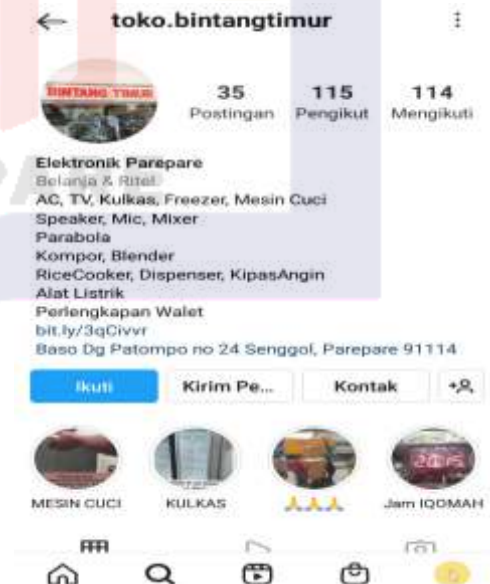 toko.bintangtimur
BINTANG TIMUR
35
Postingan
115
Pengikut
114
Mengikuti
Elektronik Parepare
Belanja & Ritel
AC, TV, Kulkas, Freezer, Mesin Cuci
Speaker, Mic, Mixer
Parabola
Kompor, Blender
RiceCooker, Dispenser, KipasAngin
Alat Listrik
Perlengkapan Walet
bit.ly/3qCivvr
Baso Dg Patompo no 24 Senggol, Parepare 91114
Ikuti
Kirim Pe...
Kontak
MESIN CUCI
KULKAS
🙏🙏🙏
Jam IQOMAH